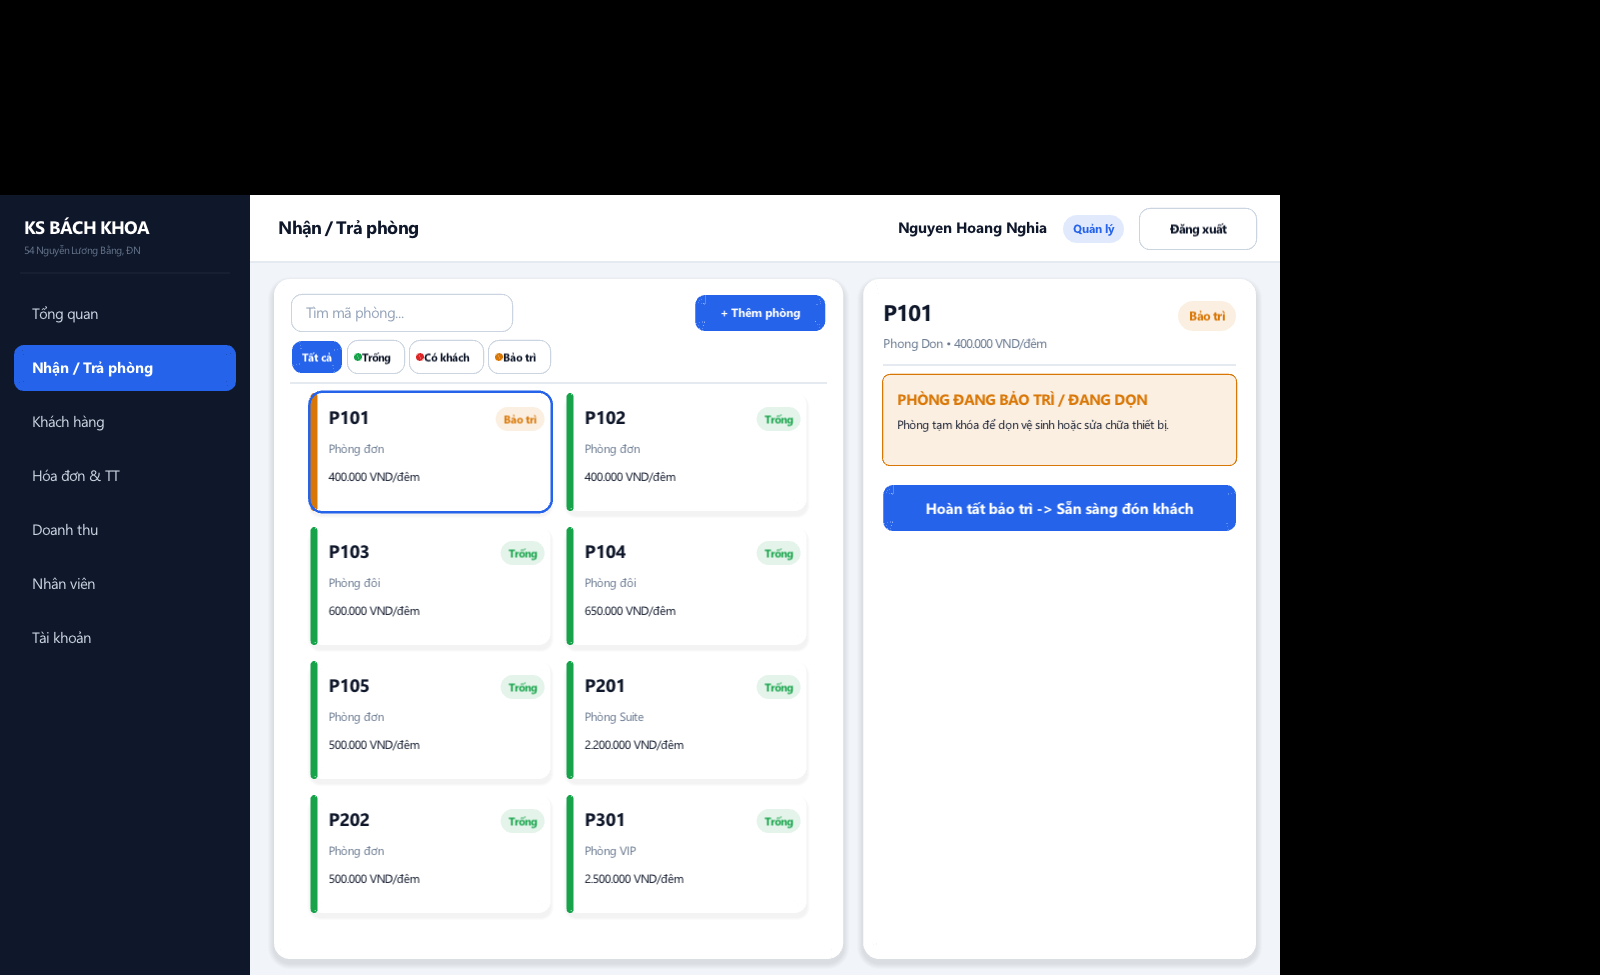 KS BÁCH KHOA
54 Nguyễn Lương Bằng, ĐN
Tổng quan
Nhận / Trả phòng
Khách hàng
Hóa đơn & TT
Doanh thu
Nhân viên
Tài khoản
Nhận / Trả phòng
Nguyen Hoang Nghia
Quản lý
Đăng xuất
Tìm mã phòng...
+ Thêm phòng
Tất cả
Trống
Có khách
Bảo trì
P101
Bảo trì
Phòng đơn
400.000 VND/đêm
P102
Trống
Phòng đơn
400.000 VND/đêm
P103
Trống
Phòng đôi
600.000 VND/đêm
P104
Trống
Phòng đôi
650.000 VND/đêm
P105
Trống
Phòng đơn
500.000 VND/đêm
P201
Trống
Phòng Suite
2.200.000 VND/đêm
P202
Trống
Phòng đơn
500.000 VND/đêm
P301
Trống
Phòng VIP
2.500.000 VND/đêm
P101
Bảo trì
Phong Don • 400.000 VND/đêm
PHÒNG ĐANG BẢO TRÌ / ĐANG DỌN
Phòng tạm khóa để dọn vệ sinh hoặc sửa chữa thiết bị.
Hoàn tất bảo trì -> Sẵn sàng đón khách